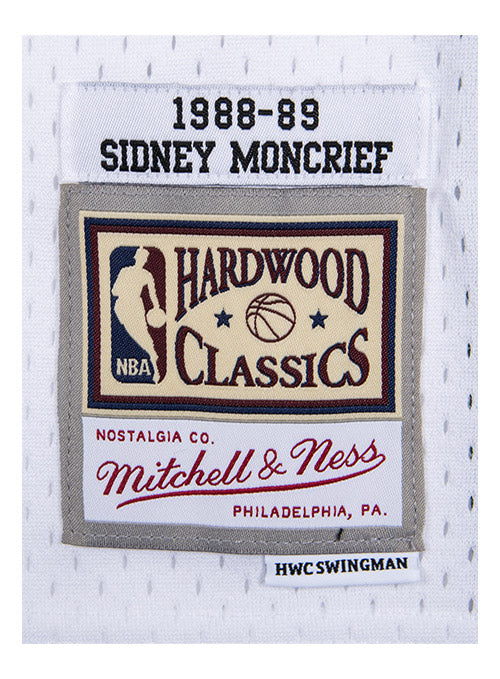 1988-89
SIDNEY MONCRIEF
HARDWOOD
NBA
CLASSICS
NOSTALGIA CO.
Mitchell & Ness
PHILADELPHIA, PA.
HWC SWINGMAN